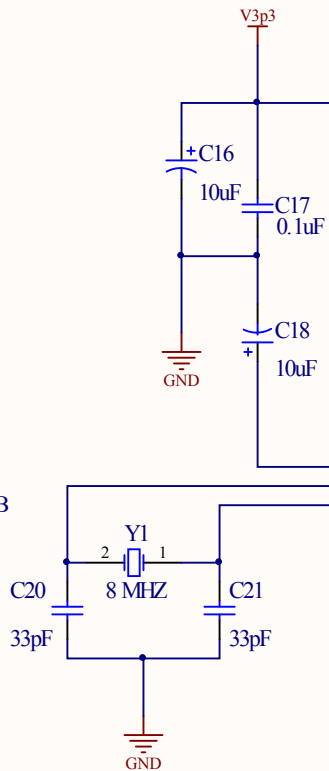 V3p3
+
C16
10uF
C17
0.1uF
GND
C18
+
10uF
B
Y1
2
1
8 MHZ
C20
C21
33pF
33pF
GND